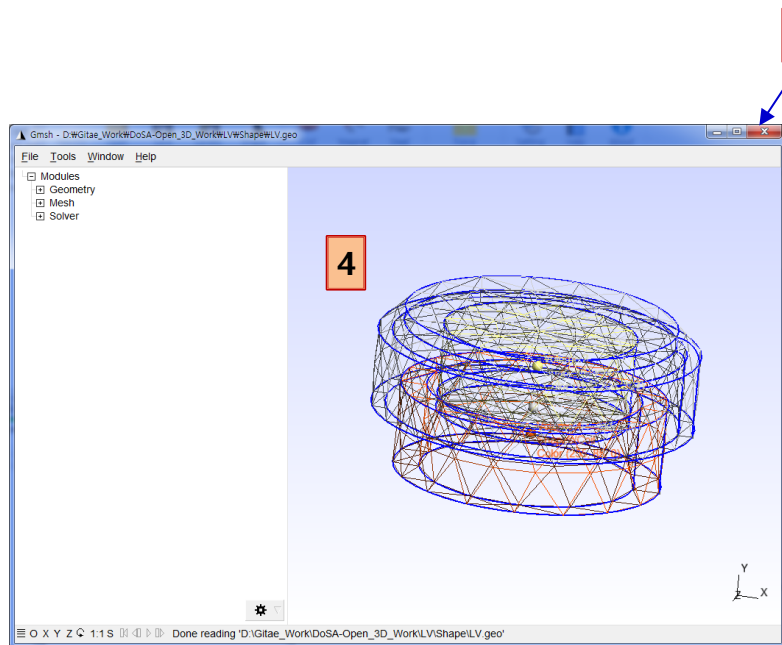 Gmsh - D:₩Gitae_Work₩DoSA-Open_3D_Work₩LV₩Shape₩LV.geo
File Tools Window Help
Modules
Geometry
Mesh
Solver
4
Y
Z X
O X Y Z 1:1 S Done reading 'D:\Gitae_Work\DoSA-Open_3D_Work\LV\Shape\LV.geo'